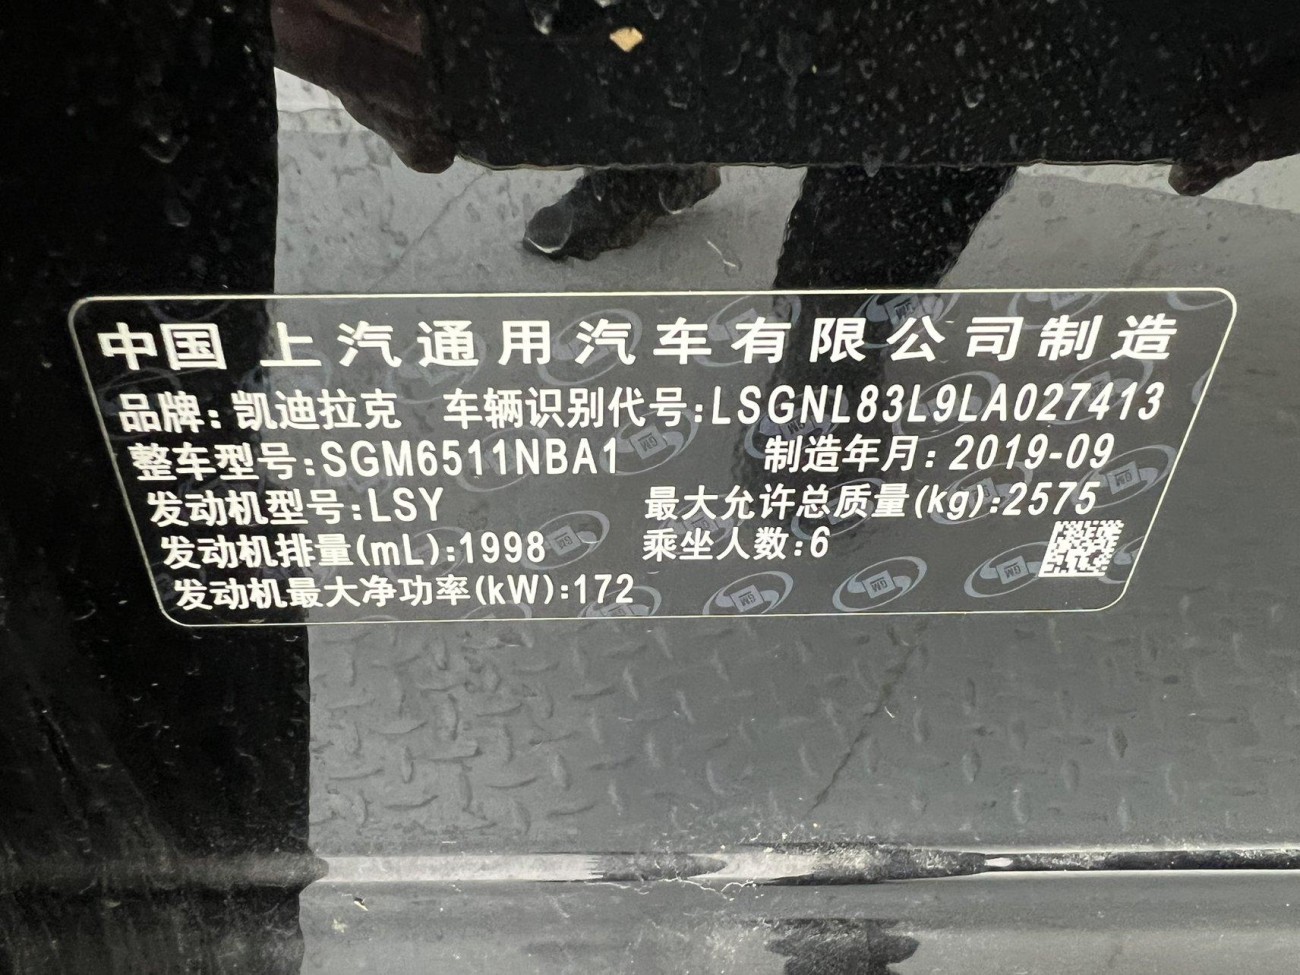 中国 上汽通用汽车有限公司制造
品牌：凯迪拉克 车辆识别代号：LSGNL83L9LA027413
整车型号：SGM6511NBA1 制造年月：2019-09
发动机型号：LSY 最大允许总质量(kg)：2575
发动机排量(mL)：1998 乘坐人数：6
发动机最大净功率(kW)：172